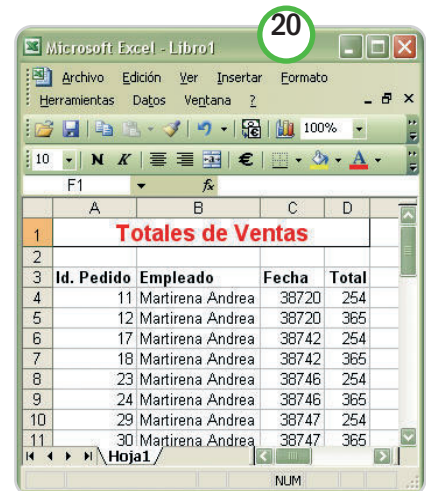 20
Microsoft Excel - Libro1
Archivo Edición Ver Insertar Formato
Herramientas Datos Ventana ?
100%
10 N K € A
F1 fx
A B C D
1 Totales de Ventas
2
3 Id. Pedido Empleado Fecha Total
4 11 Martirena Andrea 38720 254
5 12 Martirena Andrea 38720 365
6 17 Martirena Andrea 38742 254
7 18 Martirena Andrea 38742 365
8 23 Martirena Andrea 38746 254
9 24 Martirena Andrea 38746 365
10 29 Martirena Andrea 38747 254
11 30 Martirena Andrea 38747 365
Hoja1
NUM